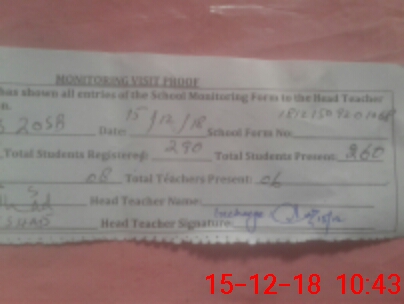 MONITORING VISIT PROOF
has shown all entries of the School Monitoring Form to the Head Teacher
2058 Date: 15/12/18 School Form No:
Total Students Registered: 290 Total Students Present: 260
08 Total Teachers Present: 06
Head Teacher Name:
Head Teacher Signature: Incharge
15-12-18 10:43